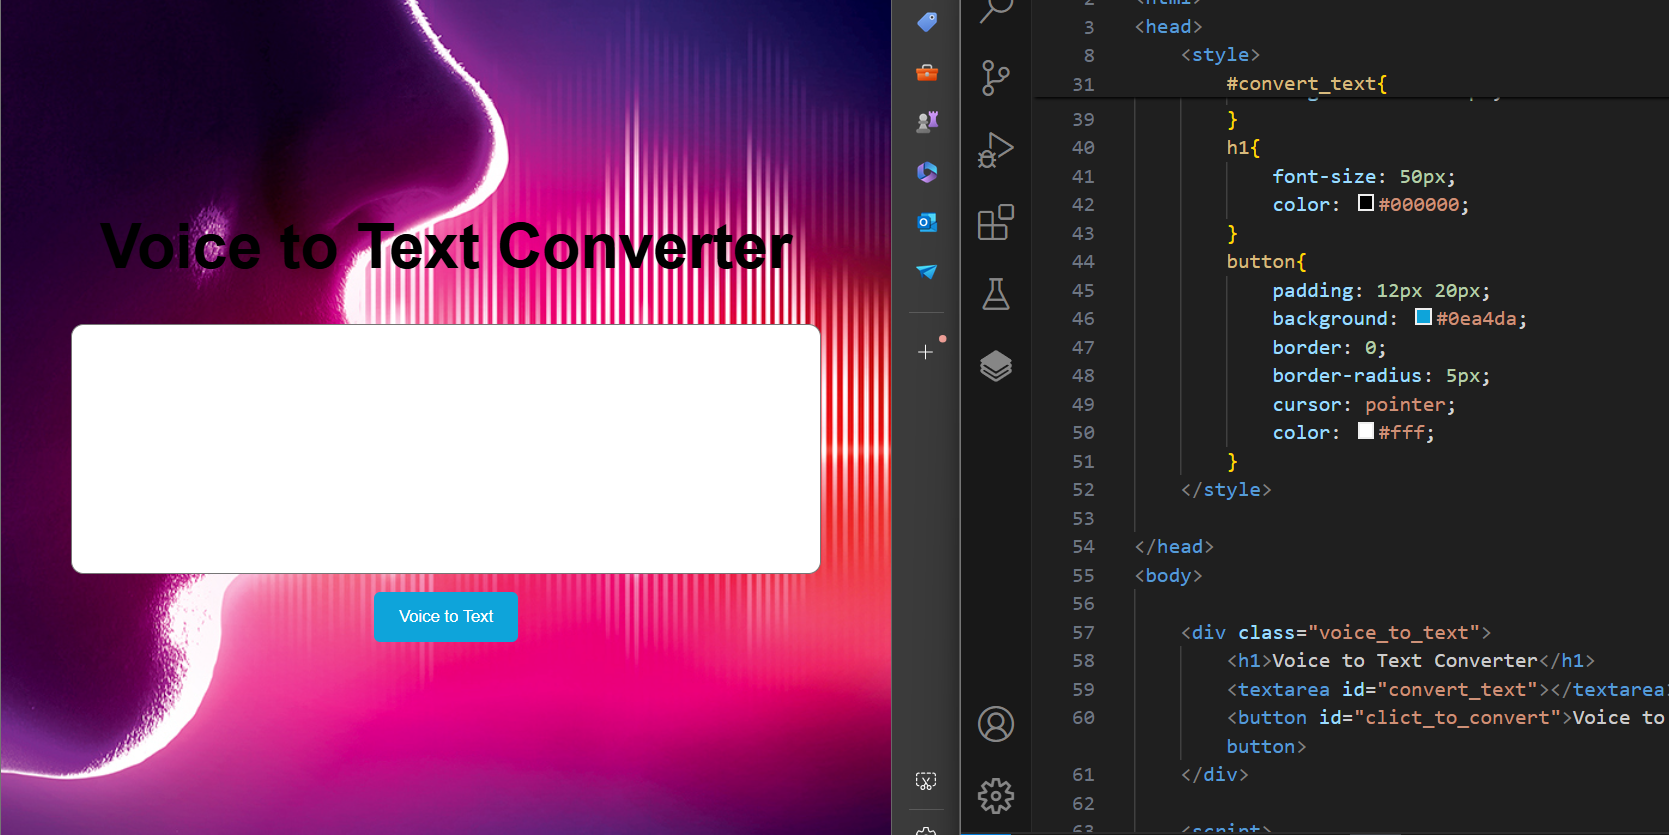 Voice to Text Converter
Voice to Text
2 <html>
3 <head>
8 <style>
31 #convert_text{
39 }
40 h1{
41 font-size: 50px;
42 color: #000000;
43 }
44 button{
45 padding: 12px 20px;
46 background: #0ea4da;
47 border: 0;
48 border-radius: 5px;
49 cursor: pointer;
50 color: #fff;
51 }
52 </style>
53
54 </head>
55 <body>
56
57 <div class="voice_to_text">
58 <h1>Voice to Text Converter</h1>
59 <textarea id="convert_text"></textarea
60 <button id="clict_to_convert">Voice to
button>
61 </div>
62
63 <script>